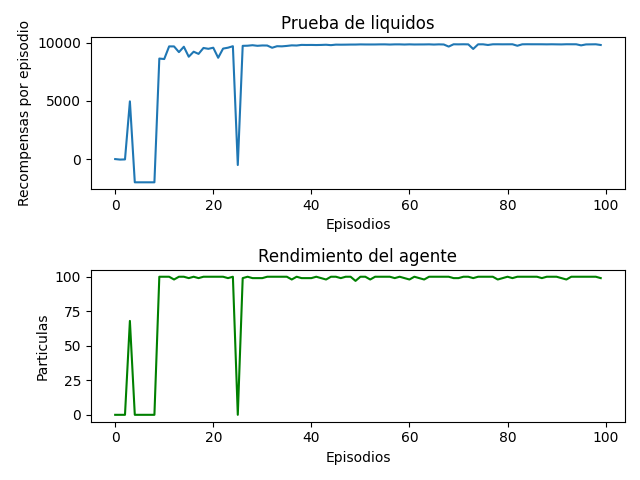 Prueba de liquidos
Recompensas por episodio
10000
5000
0
0 20 40 60 80 100
Episodios
Rendimiento del agente
Particulas
100
75
50
25
0
0 20 40 60 80 100
Episodios